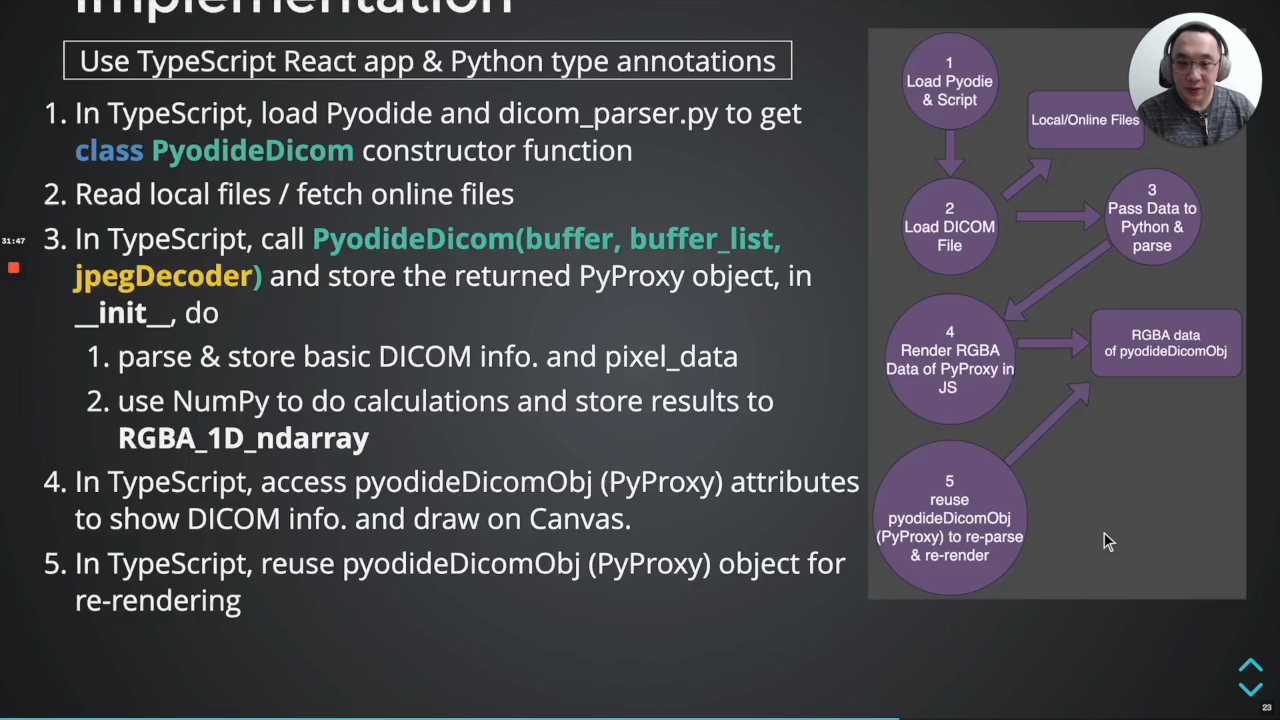 Implementation
Use TypeScript React app & Python type annotations
1. In TypeScript, load Pyodide and dicom_parser.py to get
class PyodideDicom constructor function
2. Read local files / fetch online files
3. In TypeScript, call PyodideDicom(buffer, buffer_list,
jpegDecoder) and store the returned PyProxy object, in
__init__, do
1. parse & store basic DICOM info. and pixel_data
2. use NumPy to do calculations and store results to
RGBA_1D_ndarray
4. In TypeScript, access pyodideDicomObj (PyProxy) attributes
to show DICOM info. and draw on Canvas.
5. In TypeScript, reuse pyodideDicomObj (PyProxy) object for
re-rendering
31:47
1
Load Pyodie
& Script
Local/Online Files
2
Load DICOM
File
3
Pass Data to
Python &
parse
4
Render RGBA
Data of PyProxy in
JS
RGBA data
of pyodideDicomObj
5
reuse
pyodideDicomObj
(PyProxy) to re-parse
& re-render
23